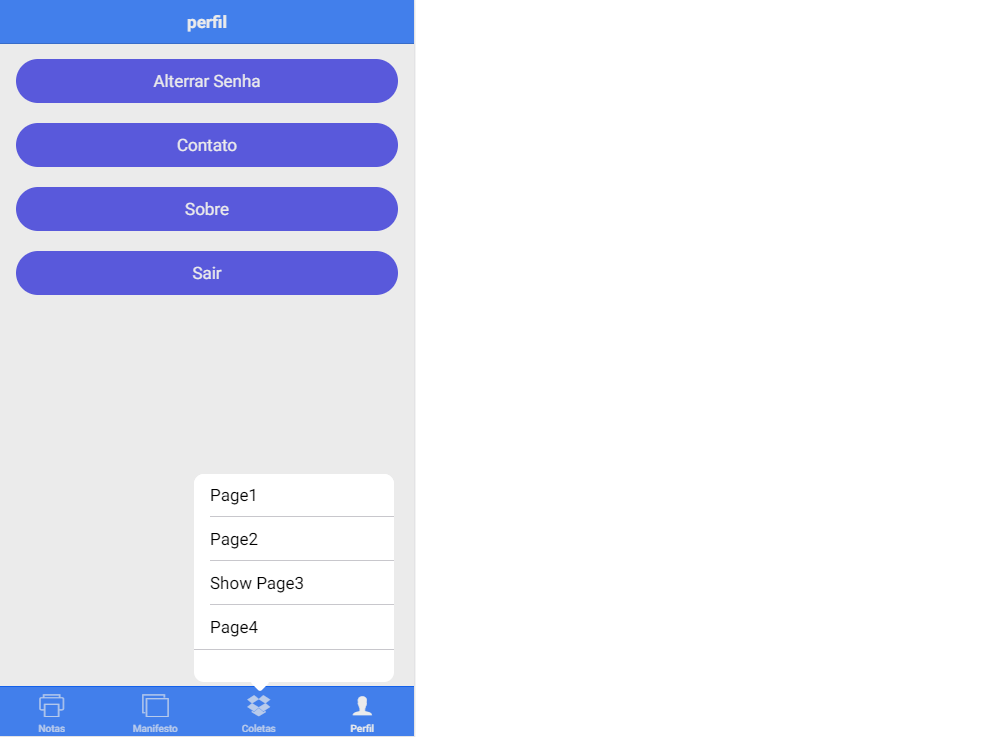 perfil
Alterrar Senha
Contato
Sobre
Sair
Page1
Page2
Show Page3
Page4
Notas
Manifesto
Coletas
Perfil